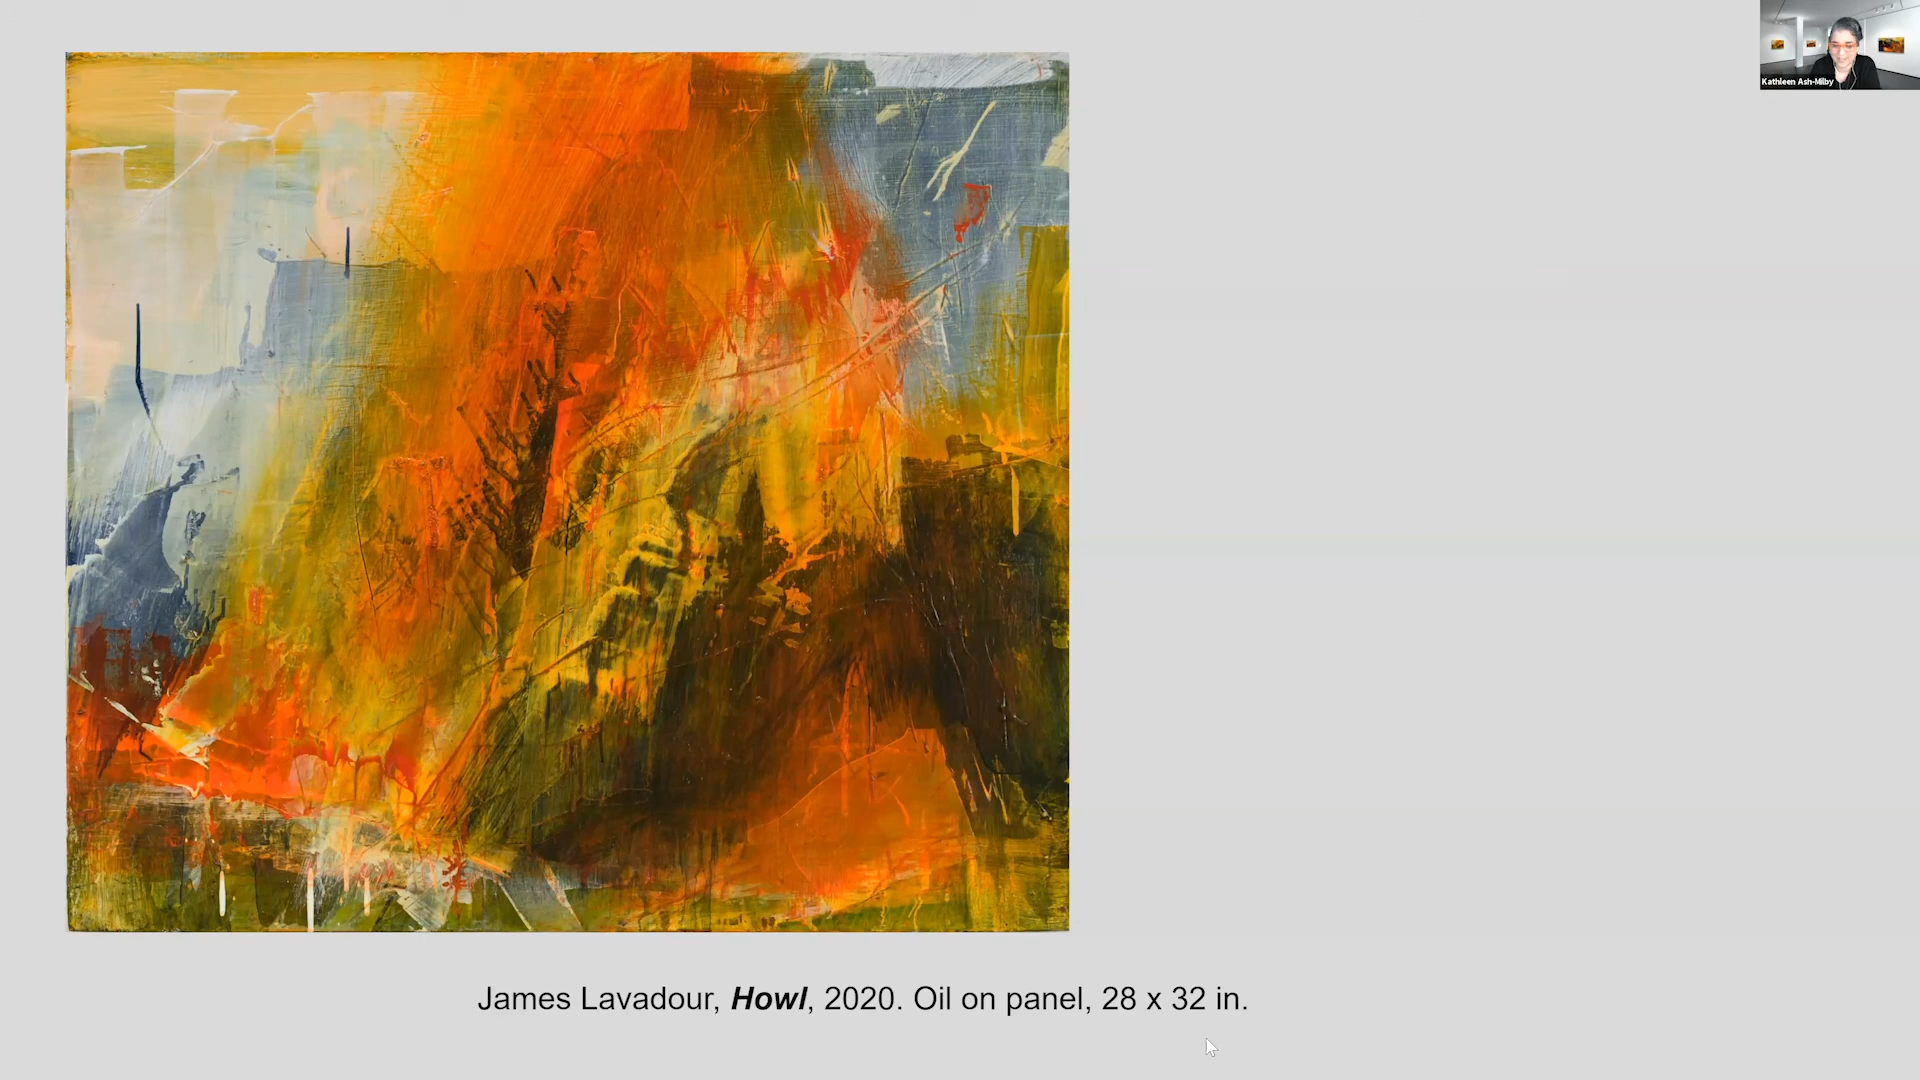 Kathleen Ash-Milby
James Lavadour, Howl, 2020. Oil on panel, 28 x 32 in.